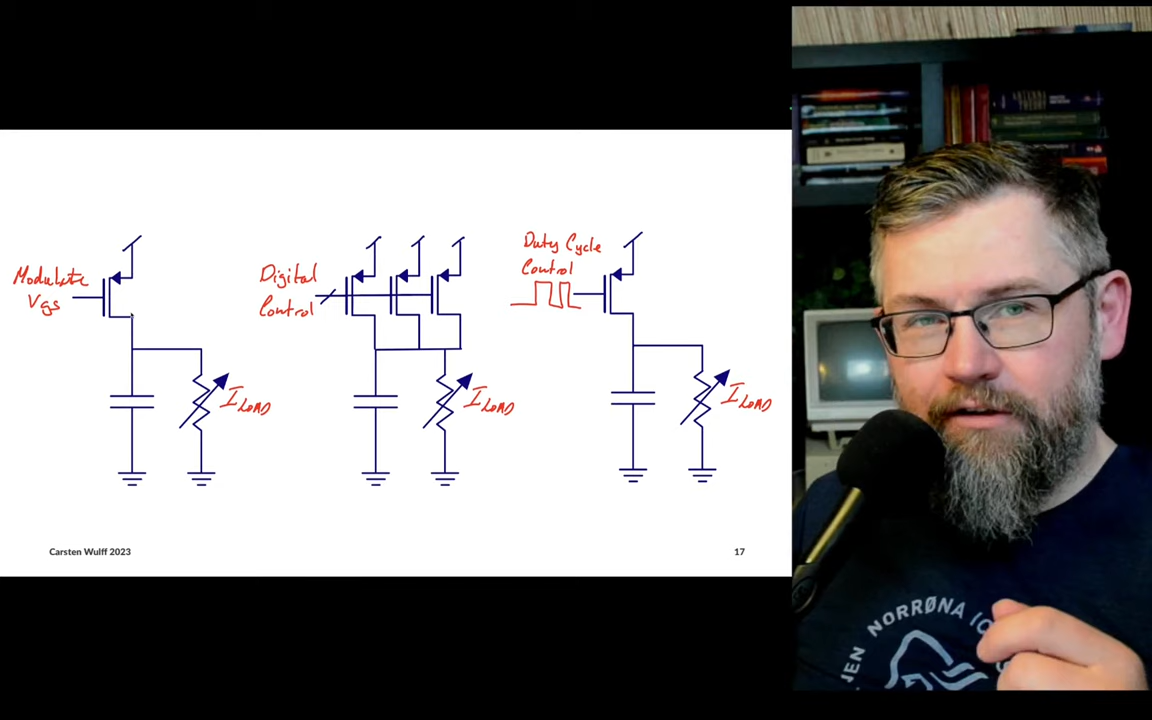 Modulate
Vgs
ILOAD
Digital
Control
ILOAD
Duty Cycle
Control
ILOAD
Carsten Wulff 2023
17
NORRØNA